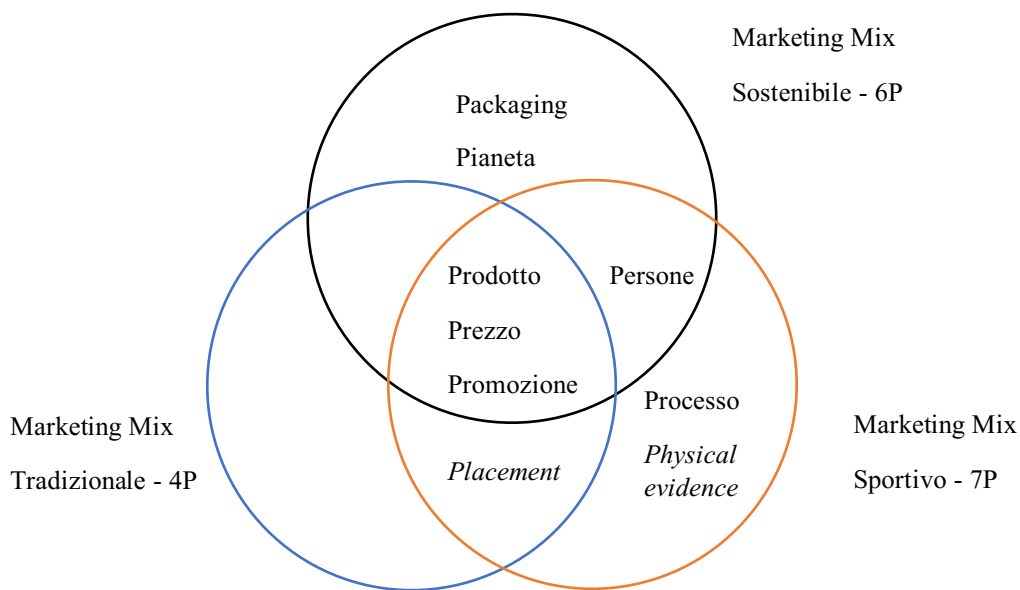 Marketing Mix
Sostenibile - 6P
Packaging
Pianeta
Prodotto
Persone
Prezzo
Promozione
Processo
Marketing Mix
Tradizionale - 4P
Placement
Physical
evidence
Marketing Mix
Sportivo - 7P